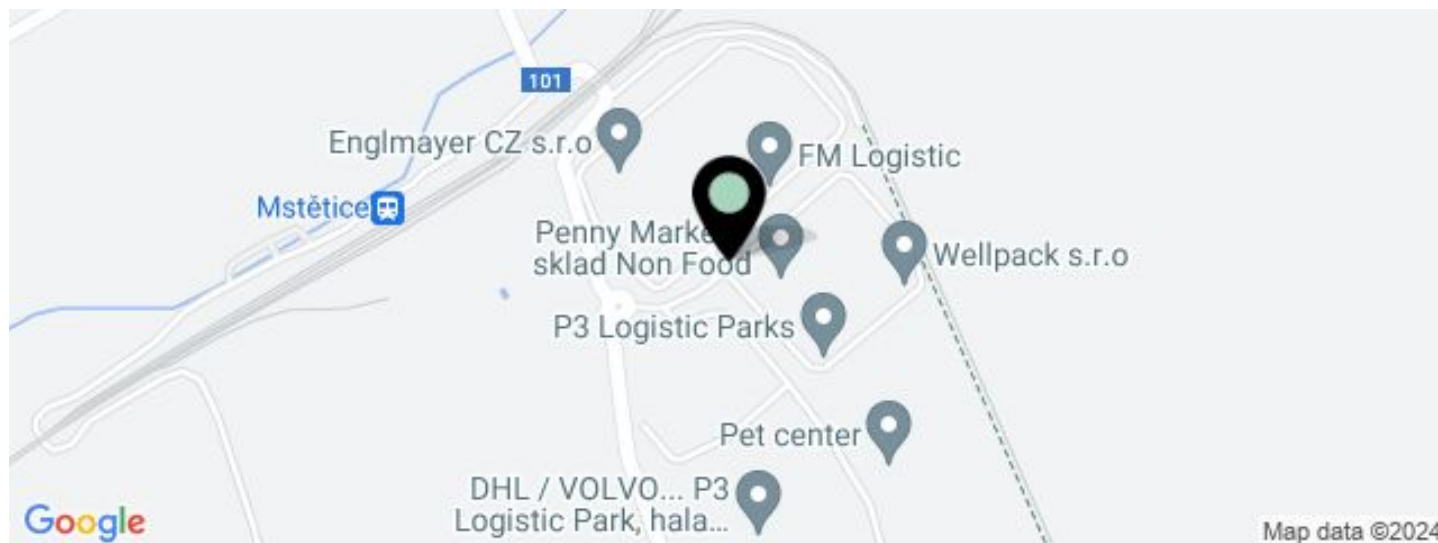 101
Englmayer CZ s.r.o
FM Logistic
Mstětice
Penny Marke
sklad Non Food
Wellpack s.r.o
P3 Logistic Parks
Pet center
DHL / VOLVO... P3
Logistic Park, hala...
Google
Map data ©2024